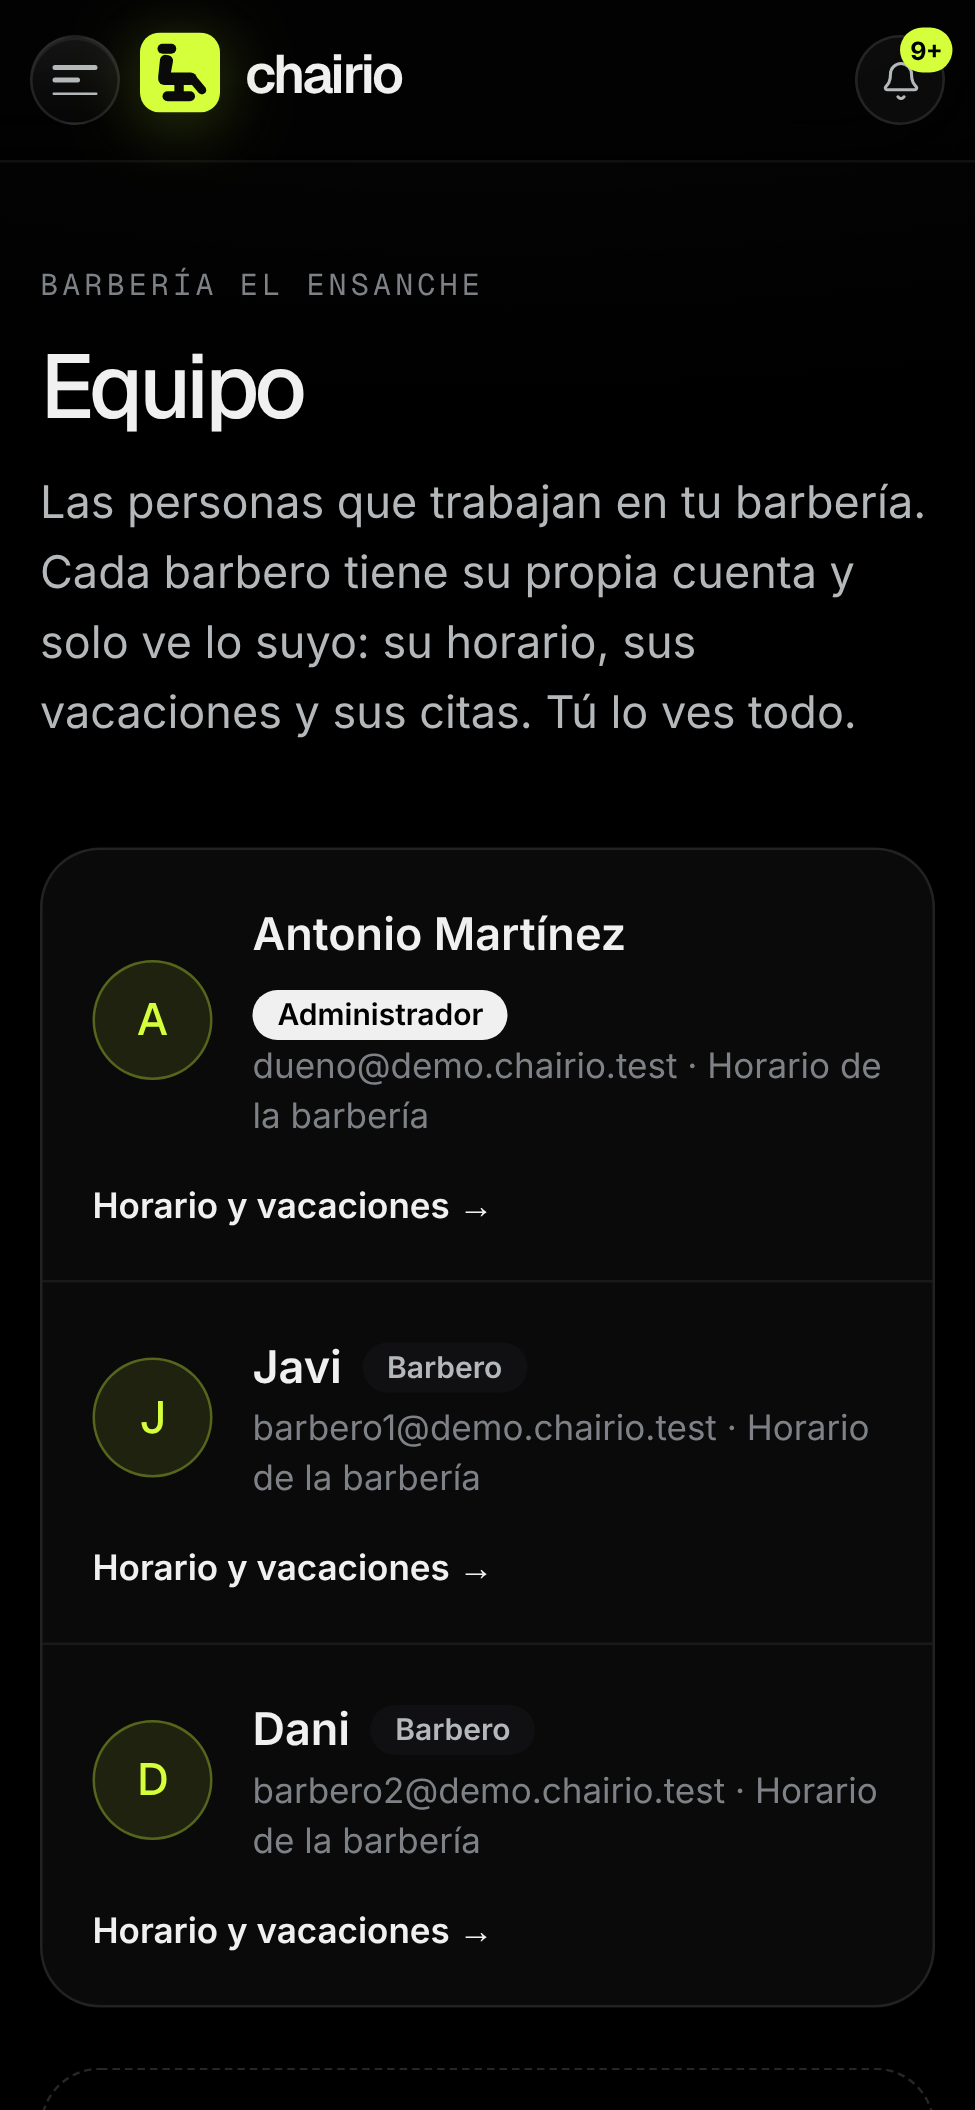 chairio
9+
BARBERÍA EL ENSANCHE
Equipo
Las personas que trabajan en tu barbería.
Cada barbero tiene su propia cuenta y
solo ve lo suyo: su horario, sus
vacaciones y sus citas. Tú lo ves todo.
Antonio Martínez
A
Administrador
dueno@demo.chairio.test · Horario de
la barbería
Horario y vacaciones →
Javi Barbero
J
barbero1@demo.chairio.test · Horario
de la barbería
Horario y vacaciones →
Dani Barbero
D
barbero2@demo.chairio.test · Horario
de la barbería
Horario y vacaciones →